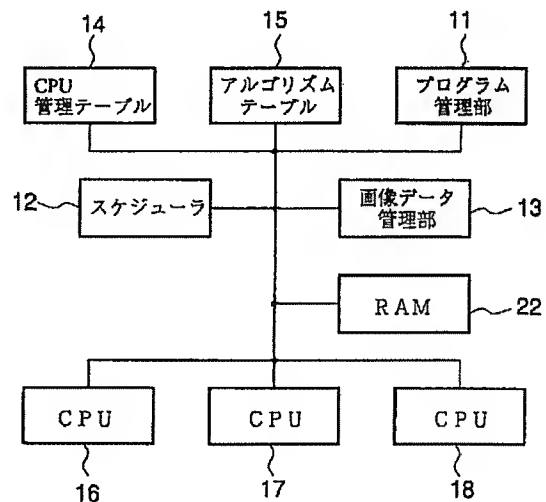 14
15
11
CPU
管理テーブル
アルゴリズム
テーブル
プログラム
管理部
12
スケジューラ
画像データ
管理部
13
RAM
22
CPU
CPU
CPU
16
17
18